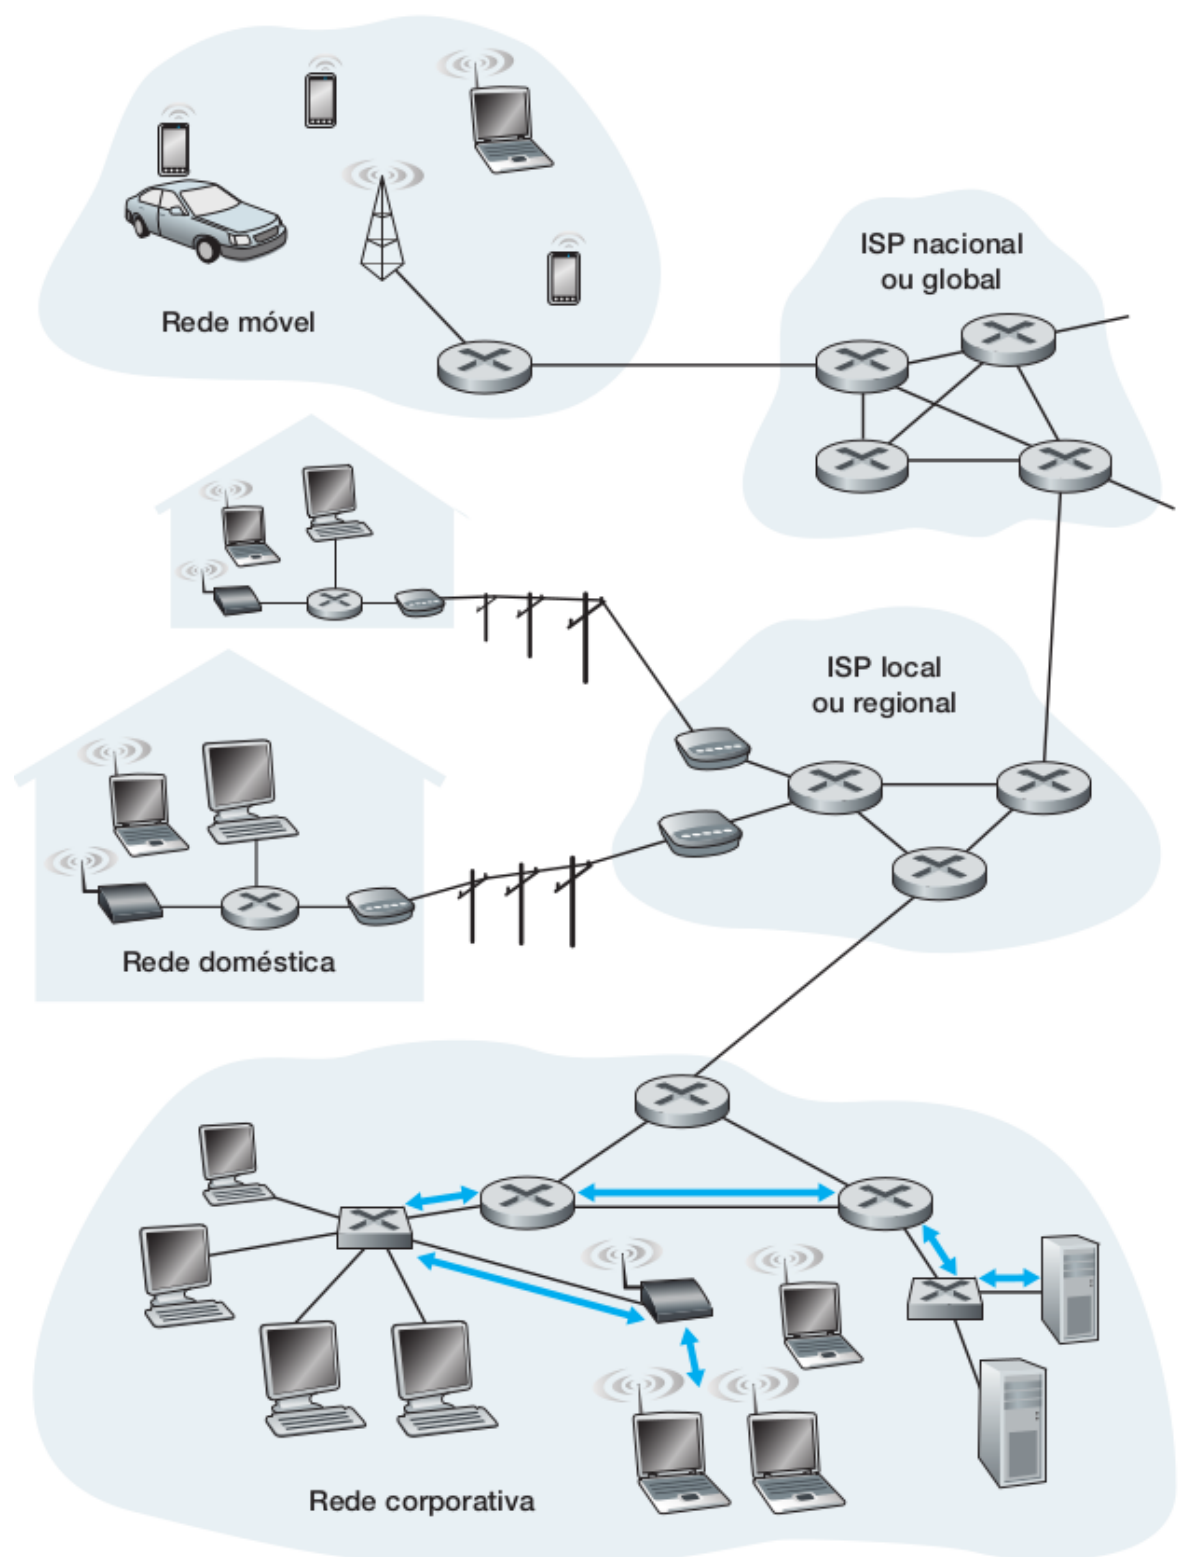 Rede móvel
ISP nacional
ou global
ISP local
ou regional
Rede doméstica
Rede corporativa